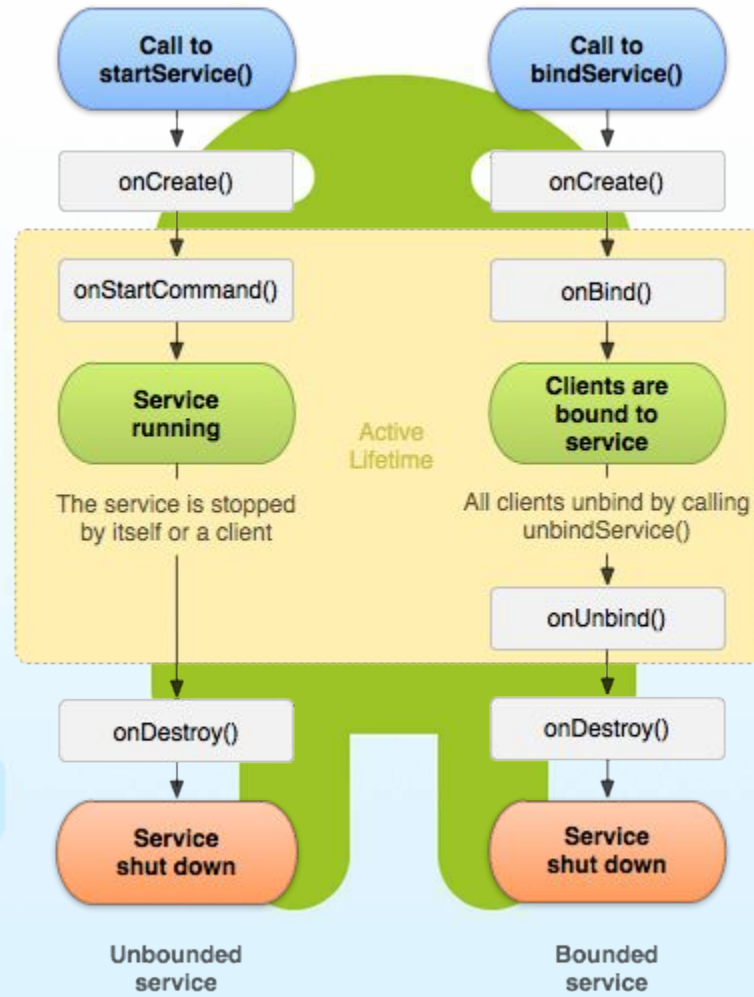 Call to
startService()
onCreate()
onStartCommand()
Service
running
The service is stopped
by itself or a client
onDestroy()
Service
shut down
Unbounded
service
Active
Lifetime
Call to
bindService()
onCreate()
onBind()
Clients are
bound to
service
All clients unbind by calling
unbindService()
onUnbind()
onDestroy()
Service
shut down
Bounded
service